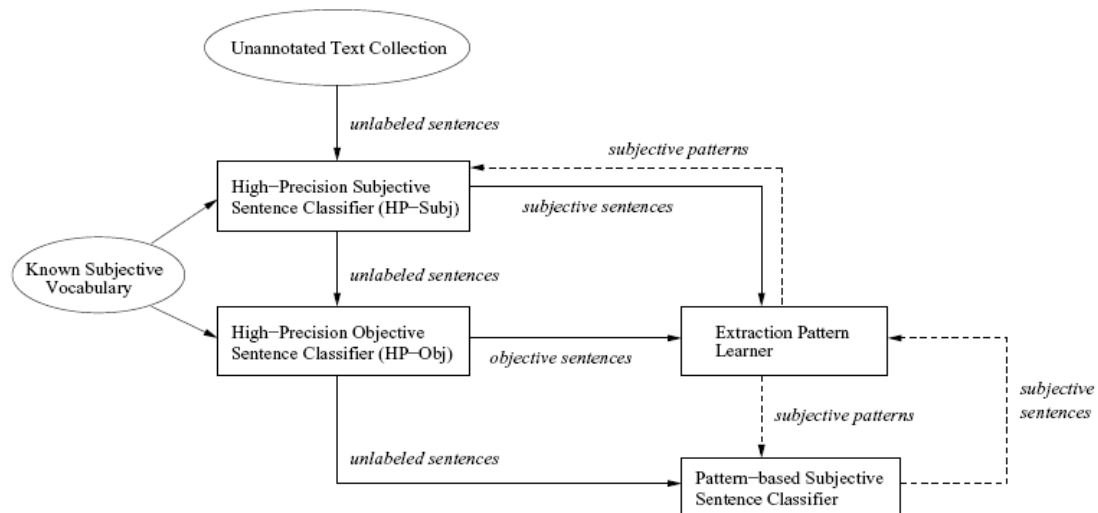 Unannotated Text Collection
unlabeled sentences
subjective patterns
High−Precision Subjective
Sentence Classifier (HP−Subj)
subjective sentences
Known Subjective
Vocabulary
unlabeled sentences
High−Precision Objective
Sentence Classifier (HP−Obj)
objective sentences
Extraction Pattern
Learner
subjective
sentences
subjective patterns
unlabeled sentences
Pattern−based Subjective
Sentence Classifier